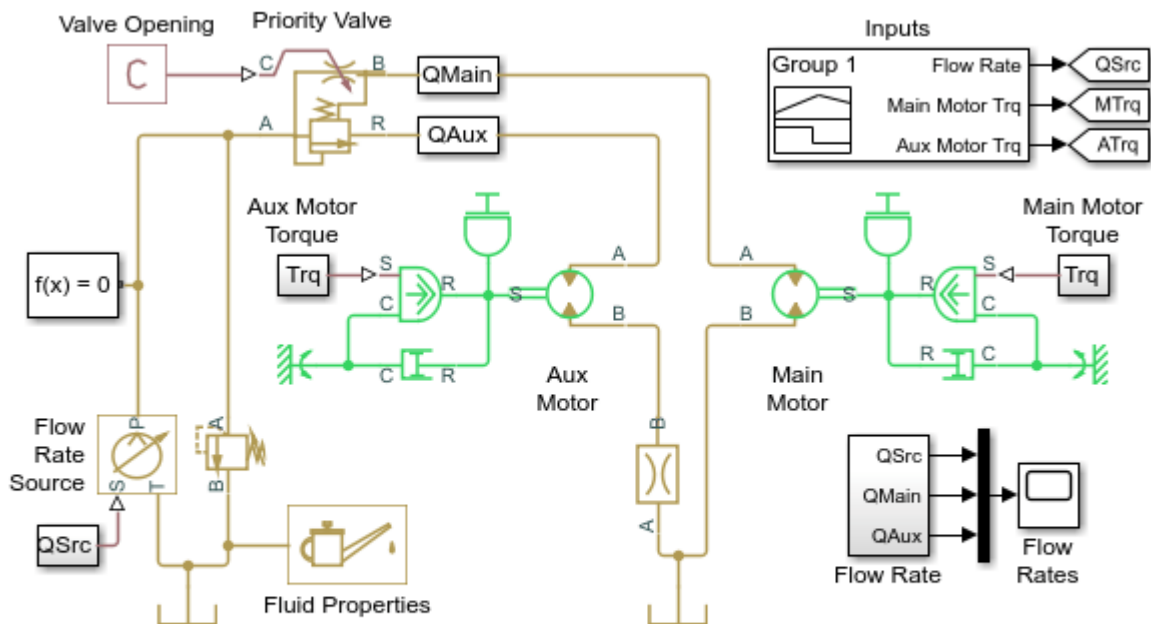 Valve Opening
Priority Valve
C
C
B
A
R
QMain
QAux
Inputs
Group 1
Flow Rate
Main Motor Trq
Aux Motor Trq
QSrc
MTrq
ATrq
Aux Motor
Torque
Trq
S
C
R
S
C
R
A
B
Aux
Motor
A
B
Main
Motor
S
R
S
C
R
C
Main Motor
Torque
Trq
f(x) = 0
Flow
Rate
Source
P
S
T
QSrc
A
B
Fluid Properties
B
A
QSrc
QMain
QAux
Flow Rate
Flow
Rates